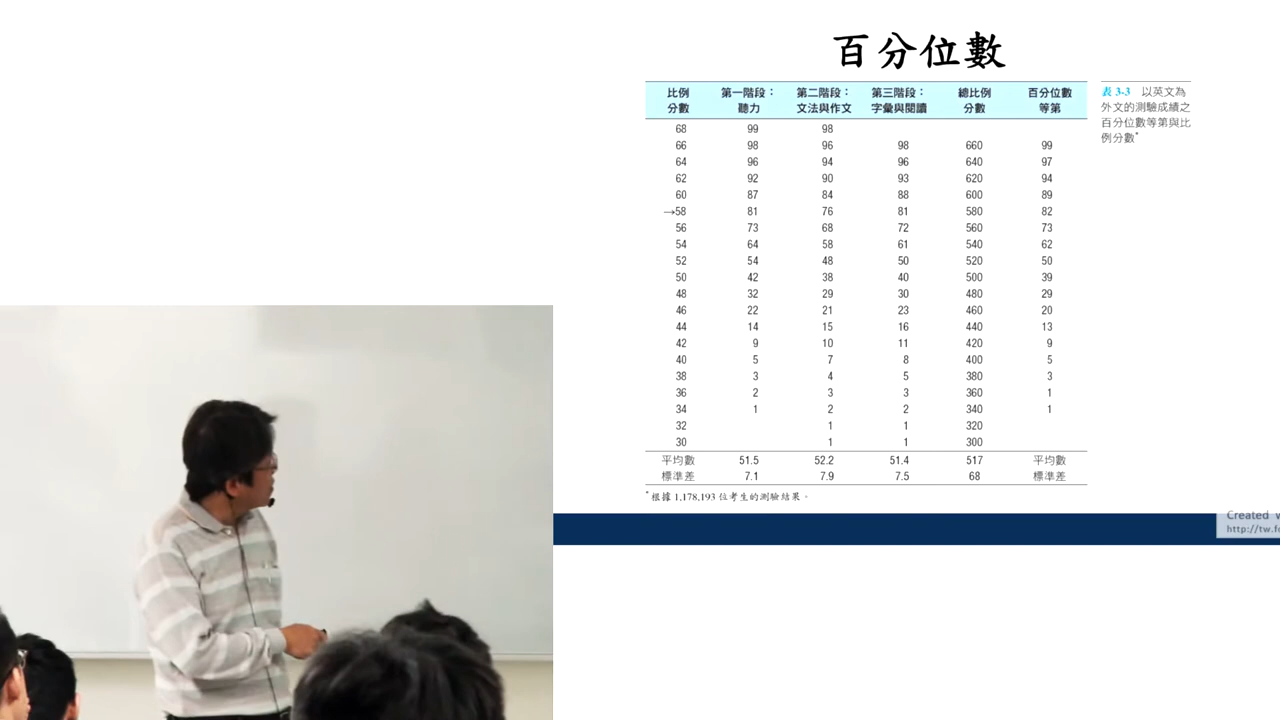 百分位數
比例 第一階段： 第二階段： 第三階段： 總比例 百分位數
分數 聽力 文法與作文 字彙與閱讀 分數 等第
68 99 98
66 98 96 98 660 99
64 96 94 96 640 97
62 92 90 93 620 94
60 87 84 88 600 89
→58 81 76 81 580 82
56 73 68 72 560 73
54 64 58 61 540 62
52 54 48 50 520 50
50 42 38 40 500 39
48 32 29 30 480 29
46 22 21 23 460 20
44 14 15 16 440 13
42 9 10 11 420 9
40 5 7 8 400 5
38 3 4 5 380 3
36 2 3 3 360 1
34 1 2 2 340 1
32 1 1 320
30 1 1 300
平均數 51.5 52.2 51.4 517 平均數
標準差 7.1 7.9 7.5 68 標準差
*根據 1,178,193 位考生的測驗結果。
表 3-3 以英文為
外文的測驗成績之
百分位數等第與比
例分數*
Created
http://tw.f